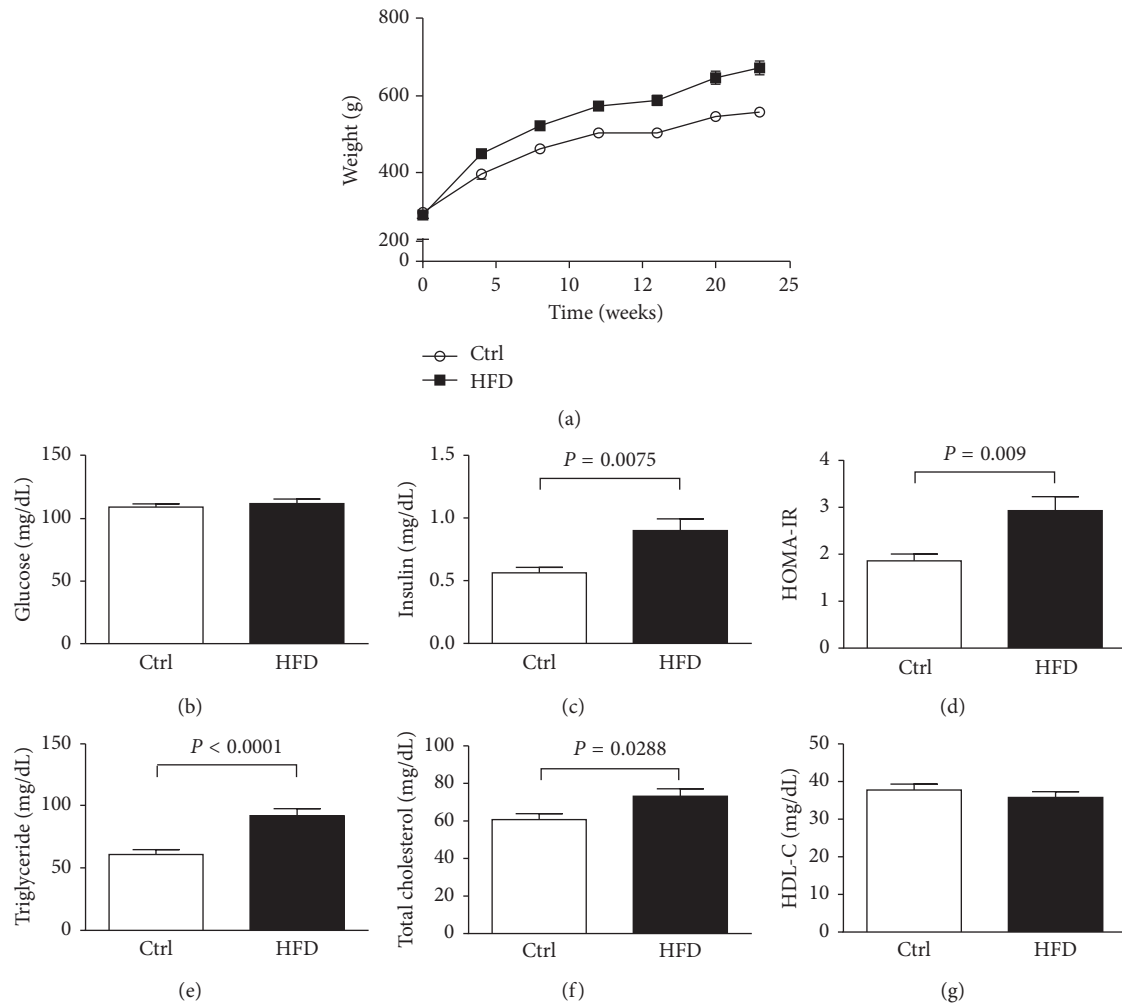 800
600
400
200
0
Weight (g)
0 5 10 12 20 25
Time (weeks)
Ctrl
HFD
(a)
150
100
50
0
Glucose (mg/dL)
Ctrl HFD
(b)
1.5
1.0
0.5
0.0
Insulin (mg/dL)
P = 0.0075
Ctrl HFD
(c)
4
3
2
1
0
HOMA-IR
P = 0.009
Ctrl HFD
(d)
150
100
50
0
Triglyceride (mg/dL)
P < 0.0001
Ctrl HFD
(e)
100
80
60
40
20
0
Total cholesterol (mg/dL)
P = 0.0288
Ctrl HFD
(f)
50
40
30
20
10
0
HDL-C (mg/dL)
Ctrl HFD
(g)